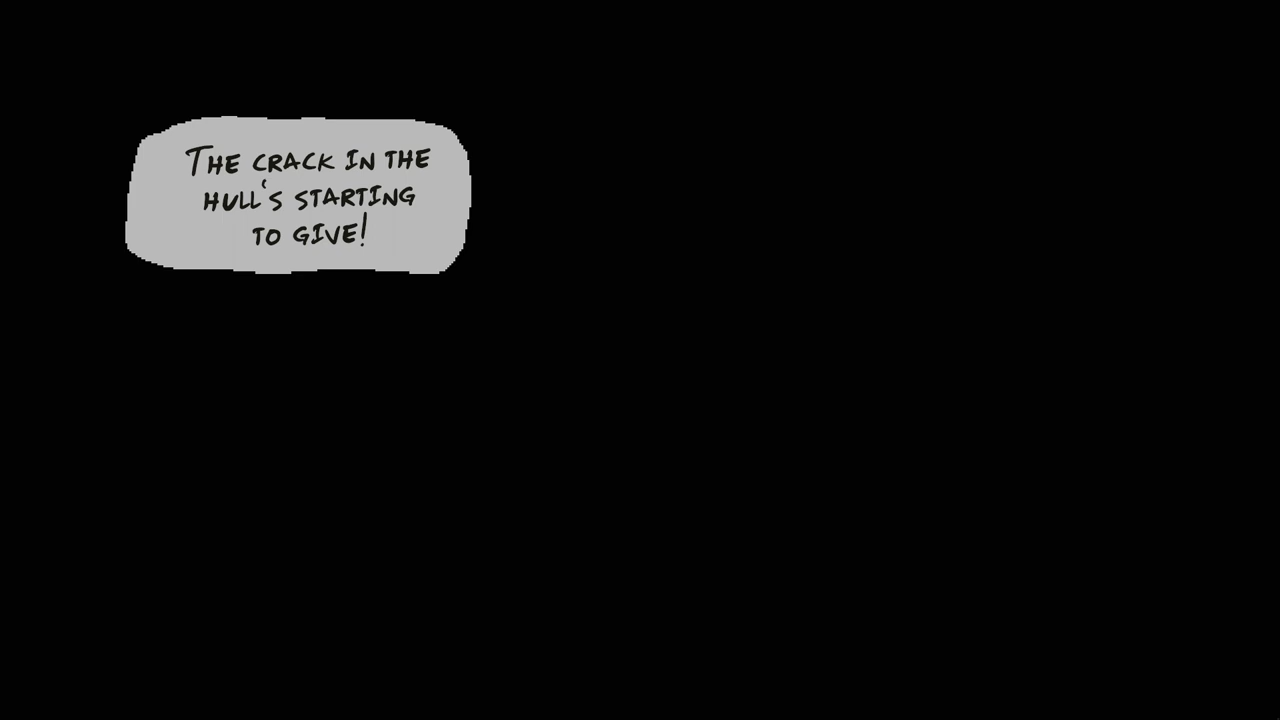 The crack in the
hull's starting
to give!